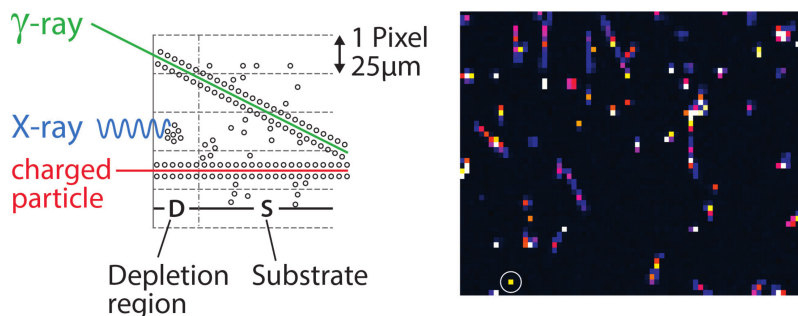 γ-ray
1 Pixel
25μm
X-ray
charged
particle
D
S
Depletion
region
Substrate